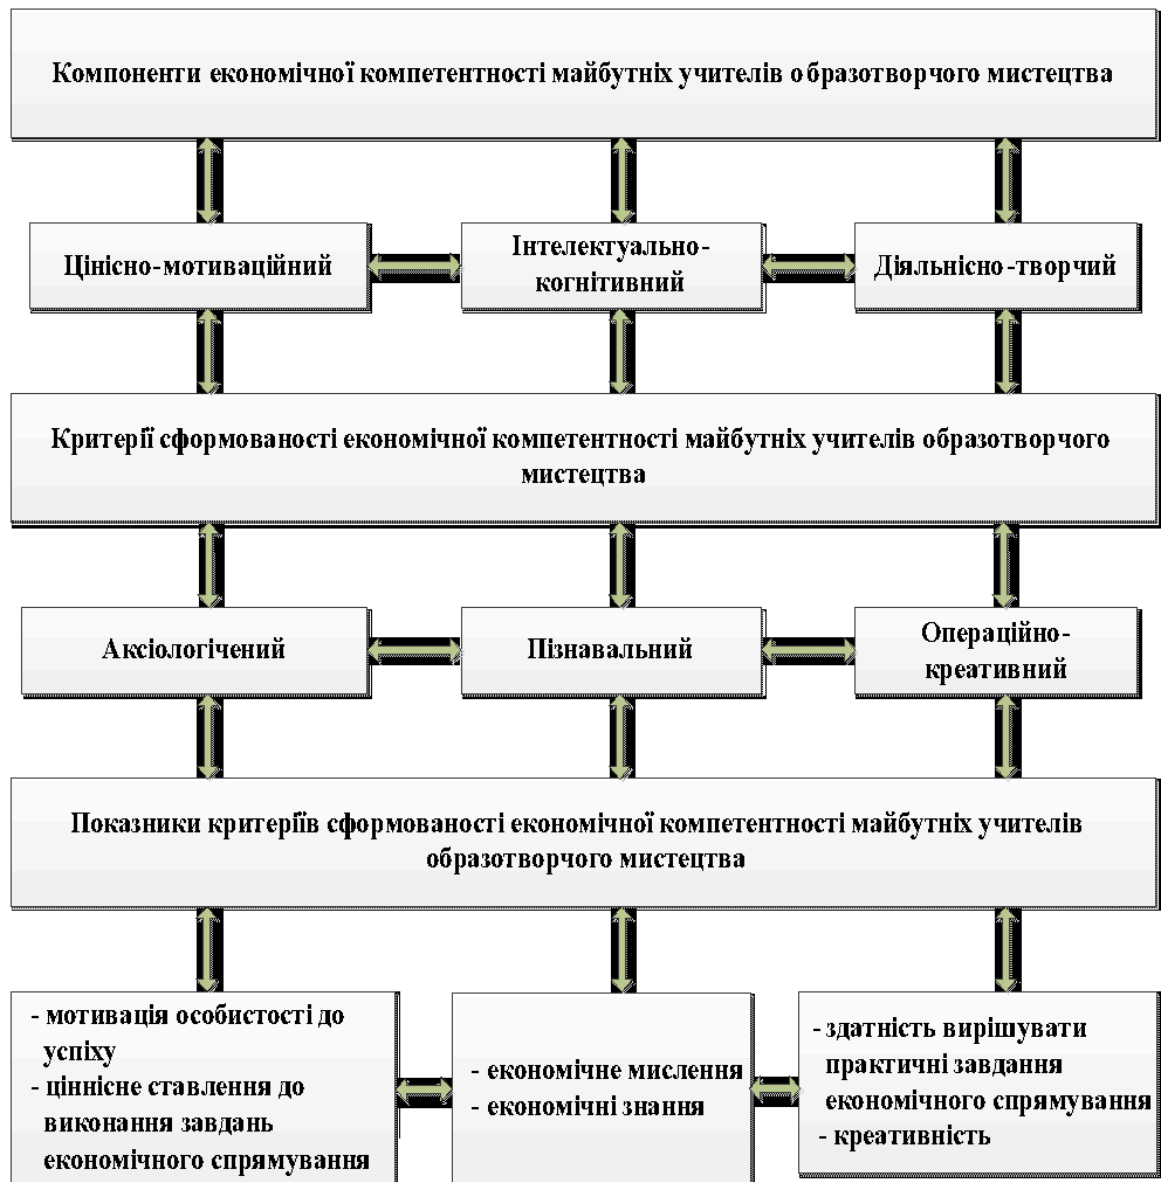 Компоненти економічної компетентності майбутніх учителів образотворчого мистецтва
Цінісно-мотиваційний
Інтелектуально-
когнітивний
Діяльнісно-творчий
Критерії сформованості економічної компетентності майбутніх учителів образотворчого
мистецтва
Аксіологічений
Пізнавальний
Операційно-
креативний
Показники критеріїв сформованості економічної компетентності майбутніх учителів
образотворчого мистецтва
- мотивація особистості до
успіху
- ціннісне ставлення до
виконання завдань
економічного спрямування
- економічне мислення
- економічні знання
- здатність вирішувати
практичні завдання
економічного спрямування
- креативність